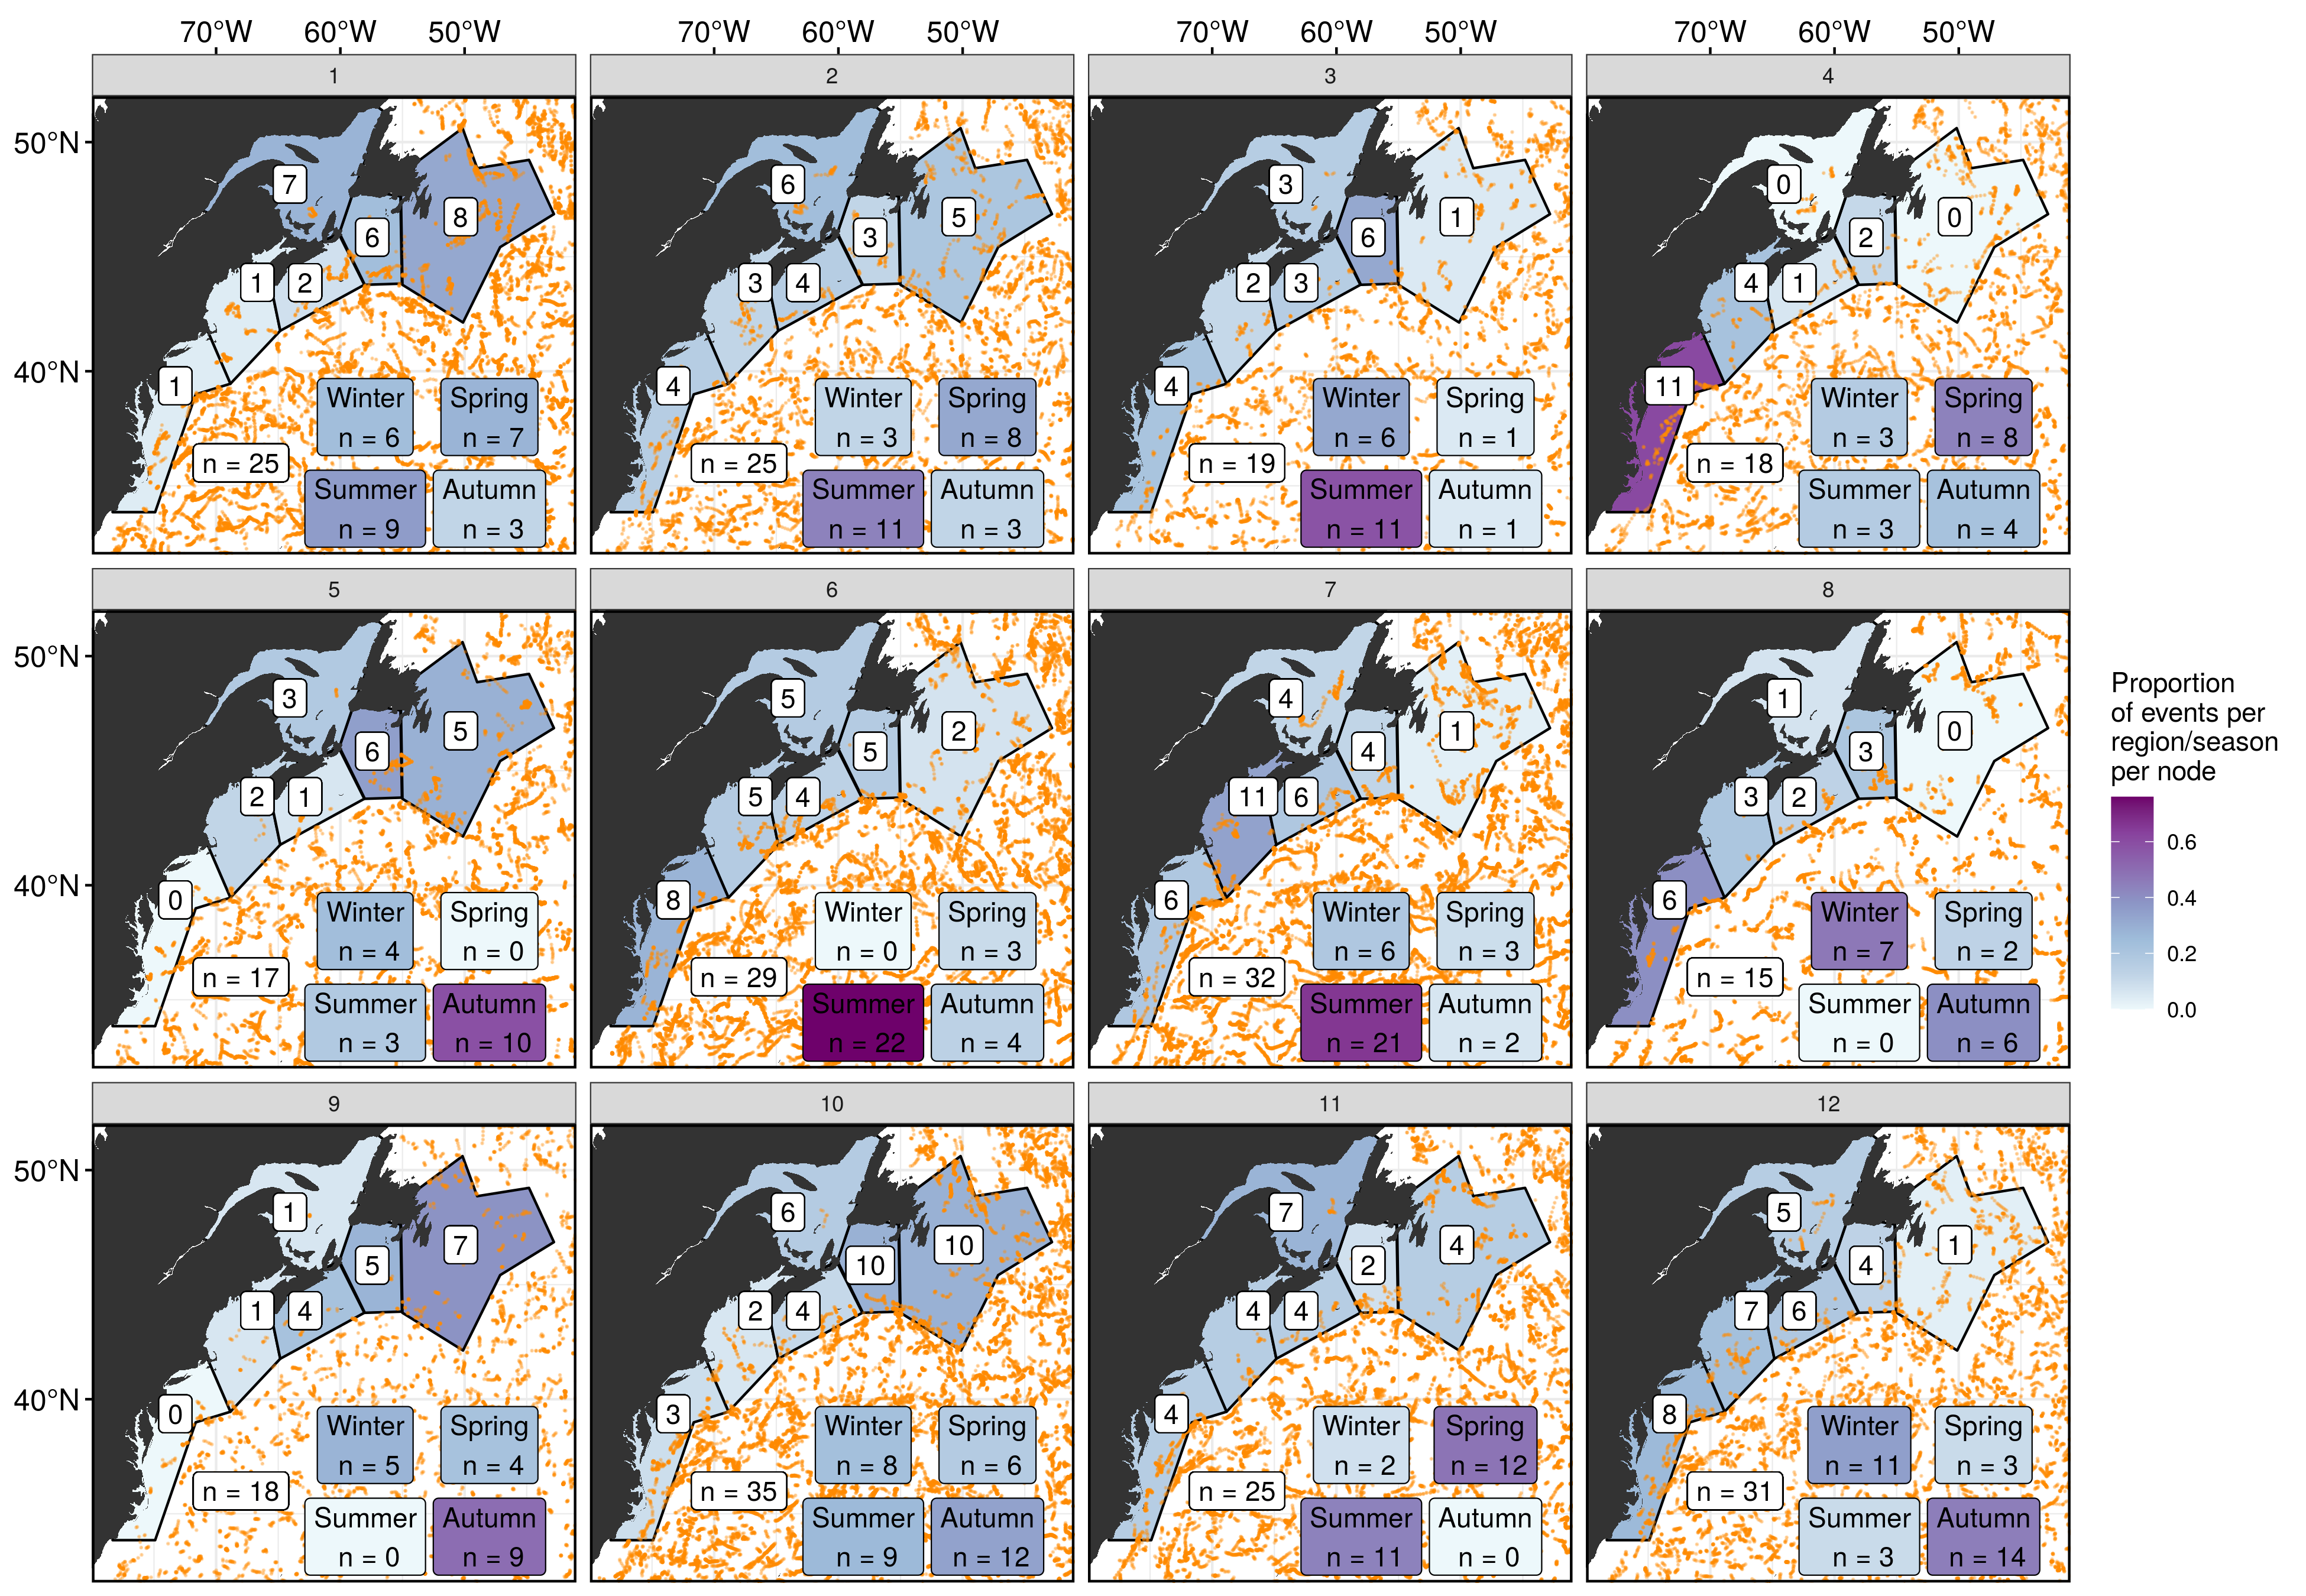 70°W 60°W 50°W 70°W 60°W 50°W 70°W 60°W 50°W 70°W 60°W 50°W
1 2 3 4
50°N
7 6 3 0
8 5 1 0
6 3 6 2
1 2 3 4 2 3 4 1
40°N
1 4 4 11
Winter Spring Winter Spring Winter Spring Winter Spring
n = 6 n = 7 n = 3 n = 8 n = 6 n = 1 n = 3 n = 8
n = 25 n = 25 n = 19 n = 18
Summer Autumn Summer Autumn Summer Autumn Summer Autumn
n = 9 n = 3 n = 11 n = 3 n = 11 n = 1 n = 3 n = 4
5 6 7 8
50°N
3 5 4 1
5 2 1 0
6 5 4 3
2 1 5 4 11 6 3 2
40°N
0 8 6 6
Winter Spring Winter Spring Winter Spring Winter Spring
n = 4 n = 0 n = 0 n = 3 n = 6 n = 3 n = 7 n = 2
n = 17 n = 29 n = 32 n = 15
Summer Autumn Summer Autumn Summer Autumn Summer Autumn
n = 3 n = 10 n = 22 n = 4 n = 21 n = 2 n = 0 n = 6
9 10 11 12
50°N
1 6 7 5
7 10 4 1
5 10 2 4
1 4 2 4 4 4 7 6
40°N
0 3 4 8
Winter Spring Winter Spring Winter Spring Winter Spring
n = 5 n = 4 n = 8 n = 6 n = 2 n = 12 n = 11 n = 3
n = 18 n = 35 n = 25 n = 31
Summer Autumn Summer Autumn Summer Autumn Summer Autumn
n = 0 n = 9 n = 9 n = 12 n = 11 n = 0 n = 3 n = 14
Proportion
of events per
region/season
per node
0.6
0.4
0.2
0.0